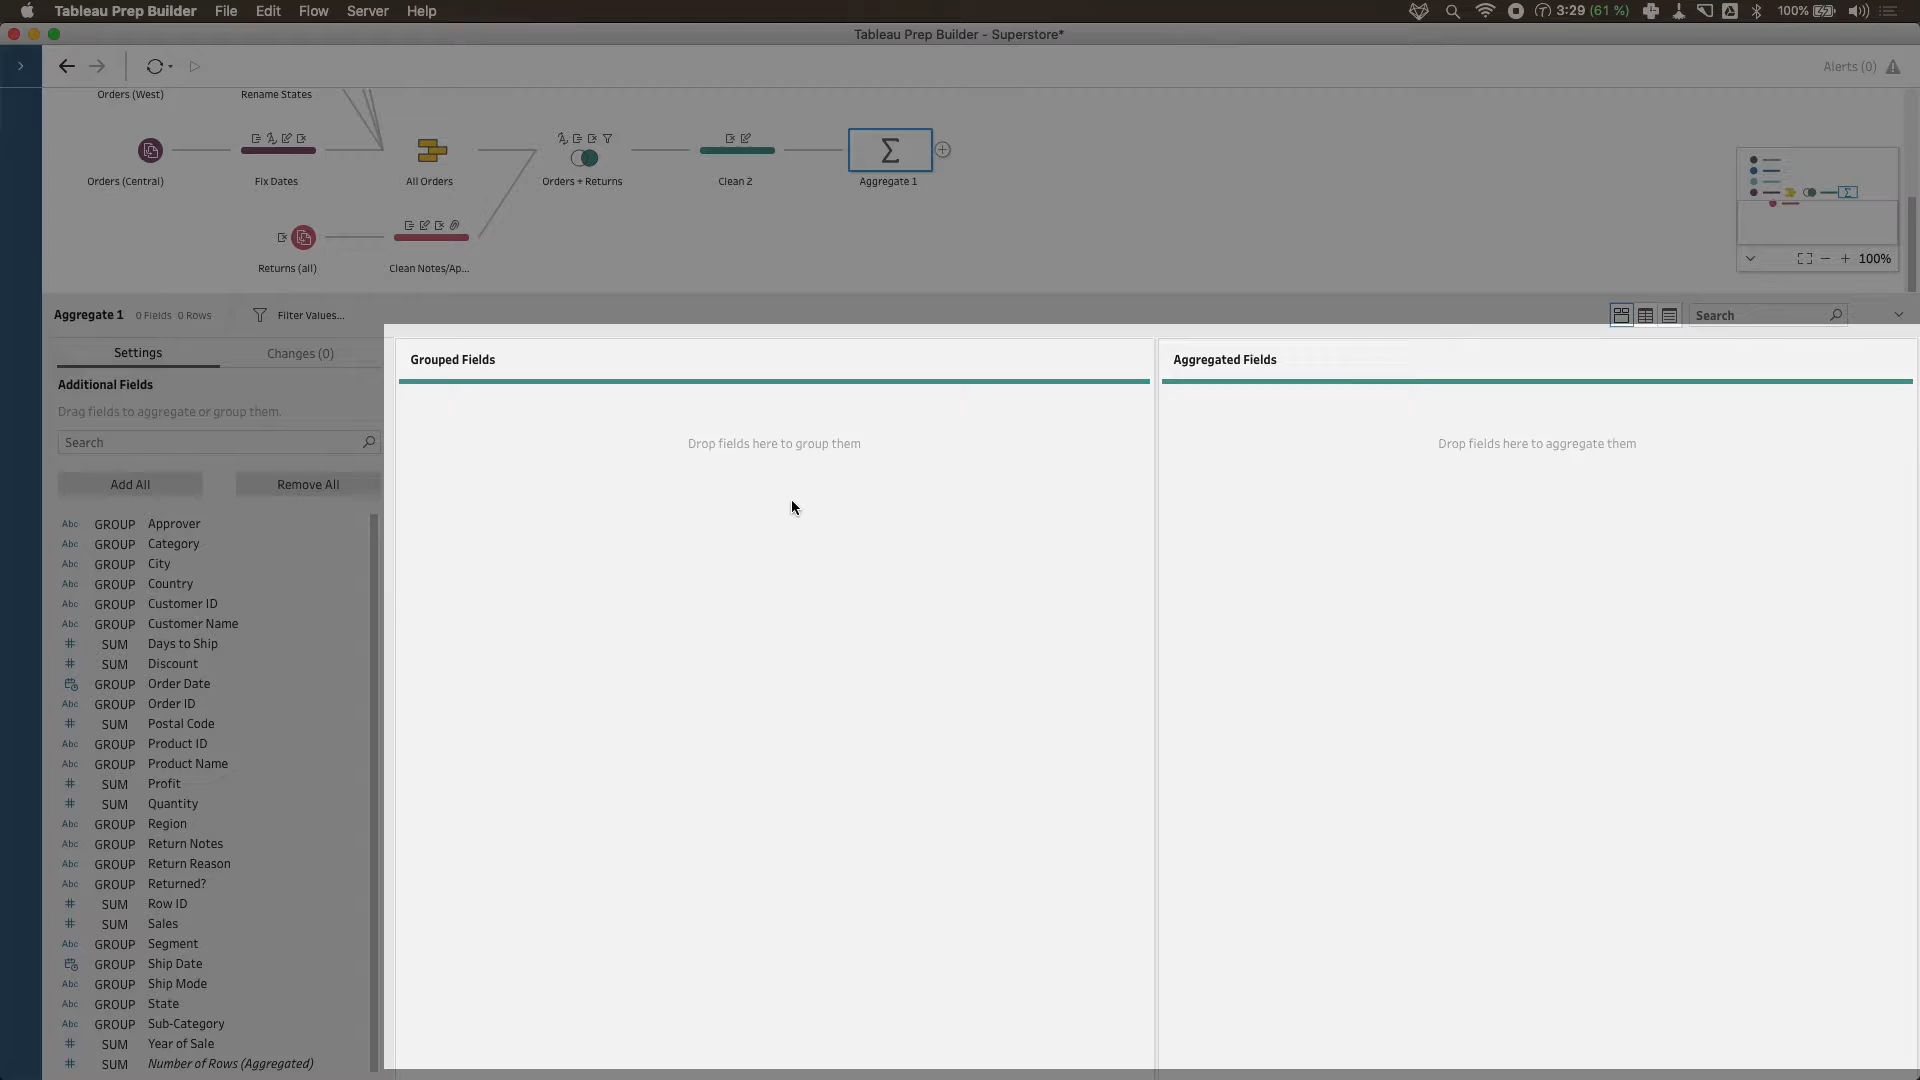 Tableau Prep Builder File Edit Flow Server Help 3:29 (61 %) 100%
Tableau Prep Builder - Superstore*
Alerts (0)
Orders (West) Rename States
Orders (Central) Fix Dates All Orders Orders + Returns Clean 2 Aggregate 1
Returns (all) Clean Notes/Ap...
100%
Aggregate 1 0 Fields 0 Rows Filter Values... Search
Settings Changes (0)
Grouped Fields Aggregated Fields
Additional Fields
Drag fields to aggregate or group them.
Search
Drop fields here to group them Drop fields here to aggregate them
Add All Remove All
Abc GROUP Approver
Abc GROUP Category
Abc GROUP City
Abc GROUP Country
Abc GROUP Customer ID
Abc GROUP Customer Name
# SUM Days to Ship
# SUM Discount
GROUP Order Date
Abc GROUP Order ID
# SUM Postal Code
Abc GROUP Product ID
Abc GROUP Product Name
# SUM Profit
# SUM Quantity
Abc GROUP Region
Abc GROUP Return Notes
Abc GROUP Return Reason
Abc GROUP Returned?
# SUM Row ID
# SUM Sales
Abc GROUP Segment
GROUP Ship Date
Abc GROUP Ship Mode
Abc GROUP State
Abc GROUP Sub-Category
# SUM Year of Sale
# SUM Number of Rows (Aggregated)